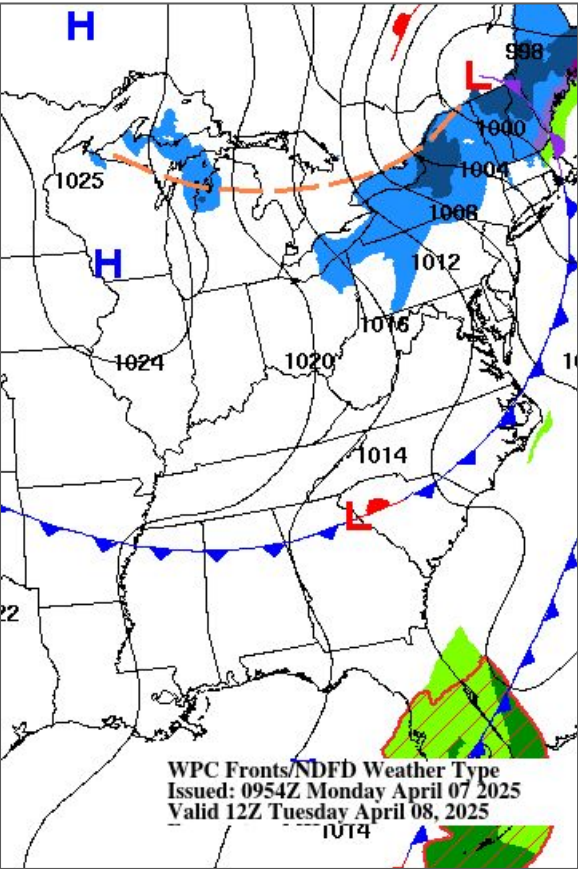 H
998
L
1000
1025
1004
1008
H
1012
1016
1024
1020
10
1014
L
22
WPC Fronts/NDFD Weather Type
Issued: 0954Z Monday April 07 2025
Valid 12Z Tuesday April 08, 2025
1014